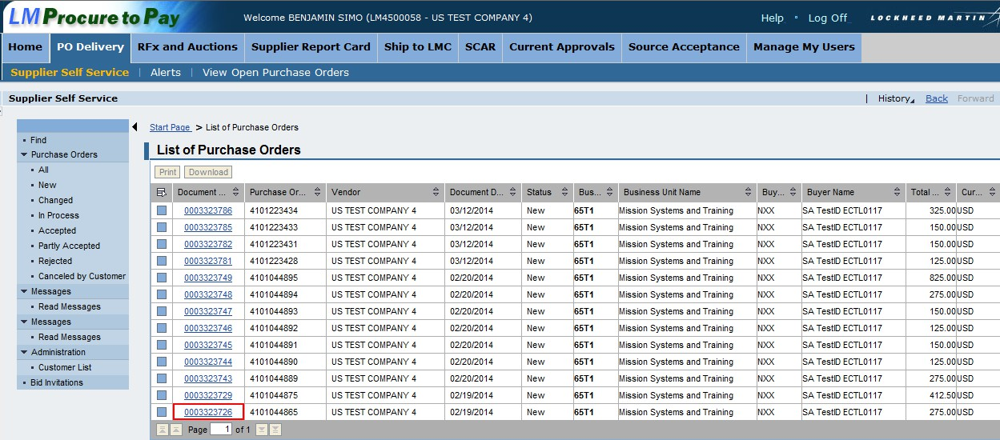 LM Procure to Pay Welcome BENJAMIN SIMO (LM4500058 - US TEST COMPANY 4) Help Log Off LOCKHEED MARTIN
Home PO Delivery RFx and Auctions Supplier Report Card Ship to LMC SCAR Current Approvals Source Acceptance Manage My Users
Supplier Self Service | Alerts | View Open Purchase Orders
Supplier Self Service | History Back Forward
Start Page > List of Purchase Orders
Find
Purchase Orders
All
New
Changed
In Process
Accepted
Partly Accepted
Rejected
Canceled by Customer
Messages
Read Messages
Messages
Read Messages
Administration
Customer List
Bid Invitations
List of Purchase Orders
Print Download
Document ... Purchase Or... Vendor Document D... Status Bus... Business Unit Name Buy... Buyer Name Total ... Cur...
0003323786 4101223434 US TEST COMPANY 4 03/12/2014 New 65T1 Mission Systems and Training NXX SA TestID ECTL0117 325.00 USD
0003323785 4101223433 US TEST COMPANY 4 03/12/2014 New 65T1 Mission Systems and Training NXX SA TestID ECTL0117 150.00 USD
0003323782 4101223431 US TEST COMPANY 4 03/12/2014 New 65T1 Mission Systems and Training NXX SA TestID ECTL0117 150.00 USD
0003323781 4101223428 US TEST COMPANY 4 03/12/2014 New 65T1 Mission Systems and Training NXX SA TestID ECTL0117 125.00 USD
0003323749 4101044895 US TEST COMPANY 4 02/20/2014 New 65T1 Mission Systems and Training NXX SA TestID ECTL0117 825.00 USD
0003323748 4101044894 US TEST COMPANY 4 02/20/2014 New 65T1 Mission Systems and Training NXX SA TestID ECTL0117 275.00 USD
0003323747 4101044893 US TEST COMPANY 4 02/20/2014 New 65T1 Mission Systems and Training NXX SA TestID ECTL0117 150.00 USD
0003323746 4101044892 US TEST COMPANY 4 02/20/2014 New 65T1 Mission Systems and Training NXX SA TestID ECTL0117 125.00 USD
0003323745 4101044891 US TEST COMPANY 4 02/20/2014 New 65T1 Mission Systems and Training NXX SA TestID ECTL0117 150.00 USD
0003323744 4101044890 US TEST COMPANY 4 02/20/2014 New 65T1 Mission Systems and Training NXX SA TestID ECTL0117 125.00 USD
0003323743 4101044889 US TEST COMPANY 4 02/20/2014 New 65T1 Mission Systems and Training NXX SA TestID ECTL0117 275.00 USD
0003323729 4101044875 US TEST COMPANY 4 02/19/2014 New 65T1 Mission Systems and Training NXX SA TestID ECTL0117 412.50 USD
0003323726 4101044865 US TEST COMPANY 4 02/19/2014 New 65T1 Mission Systems and Training NXX SA TestID ECTL0117 275.00 USD
Page 1 of 1